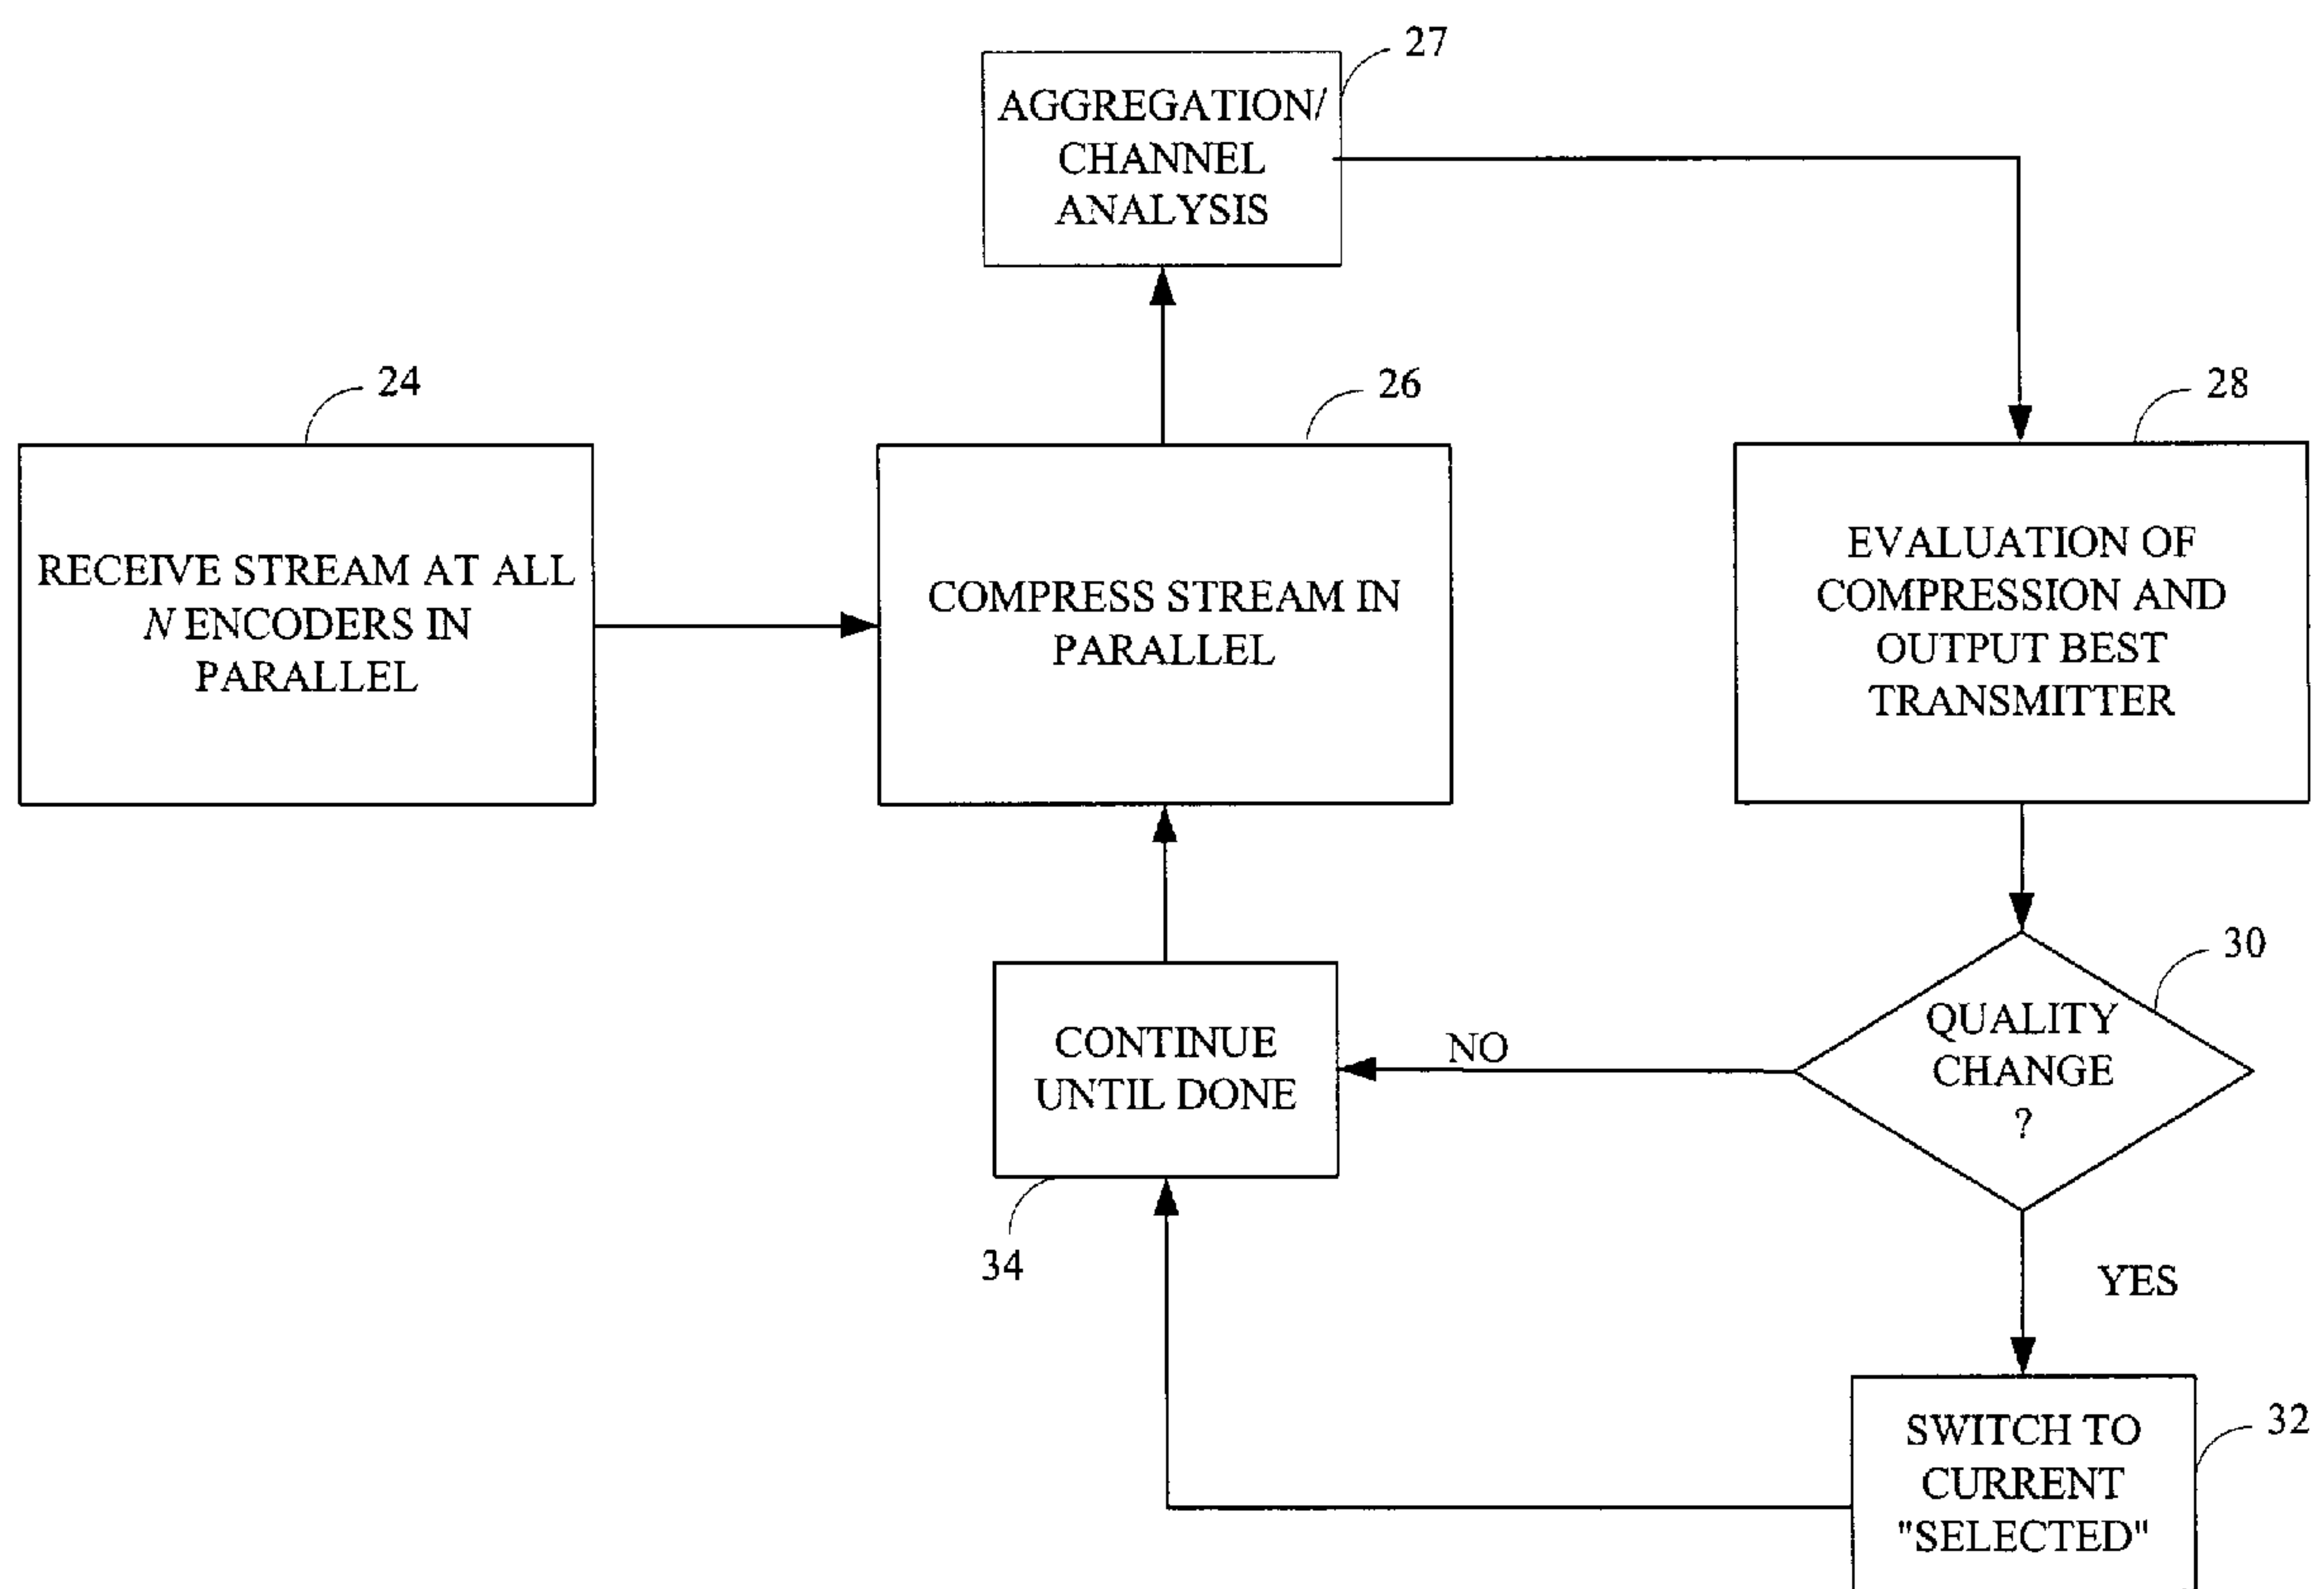 27
AGGREGATION/
CHANNEL
ANALYSIS
24
RECEIVE STREAM AT ALL
N ENCODERS IN
PARALLEL
26
COMPRESS STREAM IN
PARALLEL
28
EVALUATION OF
COMPRESSION AND
OUTPUT BEST
TRANSMITTER
30
QUALITY
CHANGE
?
NO
CONTINUE
UNTIL DONE
34
YES
32
SWITCH TO
CURRENT
"SELECTED"